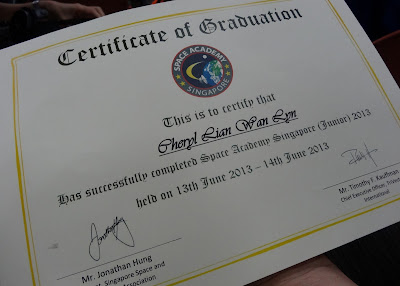 Certificate of Graduation
SPACE ACADEMY
SINGAPORE
This is to certify that
Cheryl Lian Wan Lyn
Has successfully completed Space Academy Singapore (Junior) 2013
held on 13th June 2013 – 14th June 2013
Mr. Jonathan Hung
Singapore Space and
Association
Mr. Timothy F. Kauffman
Chief Executive Officer,
International